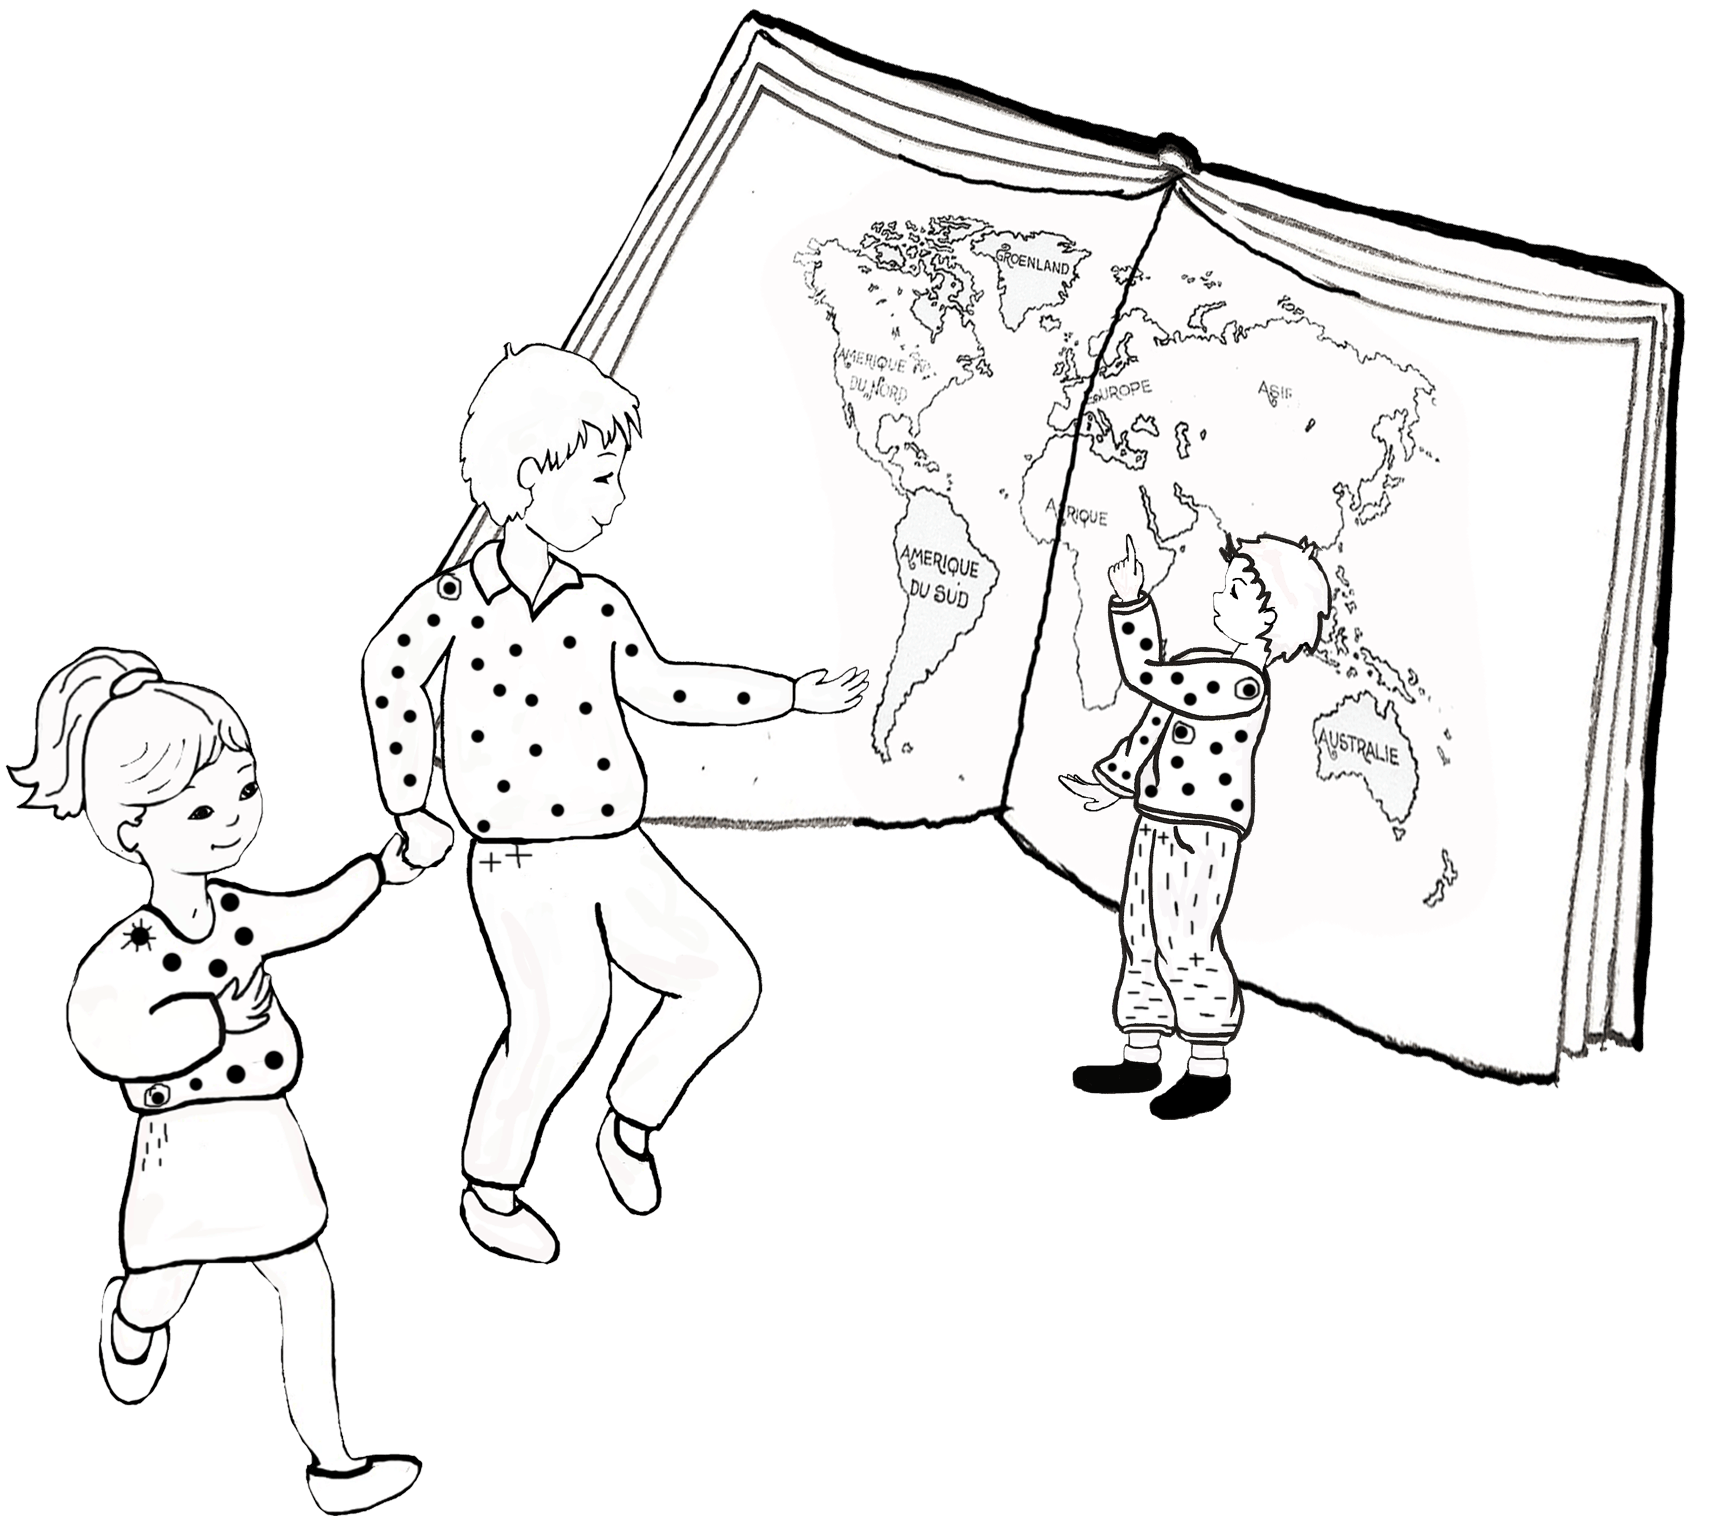 GROENLAND
AMERIQUE
DU NORD
EUROPE
ASIE
AFRIQUE
AMERIQUE
DU SUD
AUSTRALIE